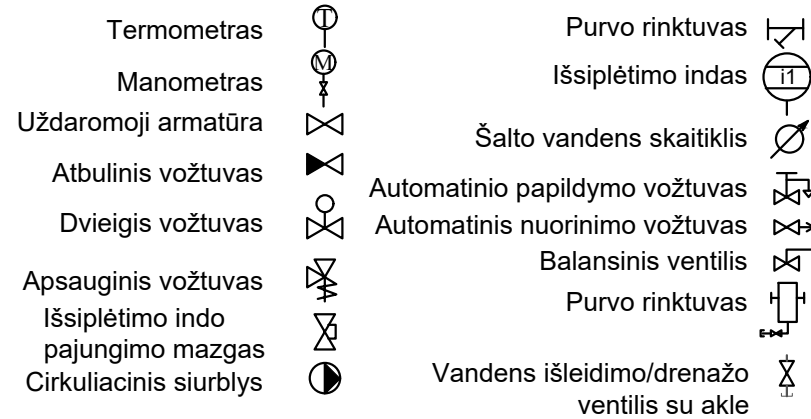 Termometras
T
Manometras
M
Uždaromoji armatūra
Atbulinis vožtuvas
Dvieigis vožtuvas
Apsauginis vožtuvas
Išsiplėtimo indo
pajungimo mazgas
Cirkuliacinis siurblys
Purvo rinktuvas
Išsiplėtimo indas
i1
Šalto vandens skaitiklis
Automatinio papildymo vožtuvas
Automatinis nuorinimo vožtuvas
Balansinis ventilis
Purvo rinktuvas
Vandens išleidimo/drenažo
ventilis su akle